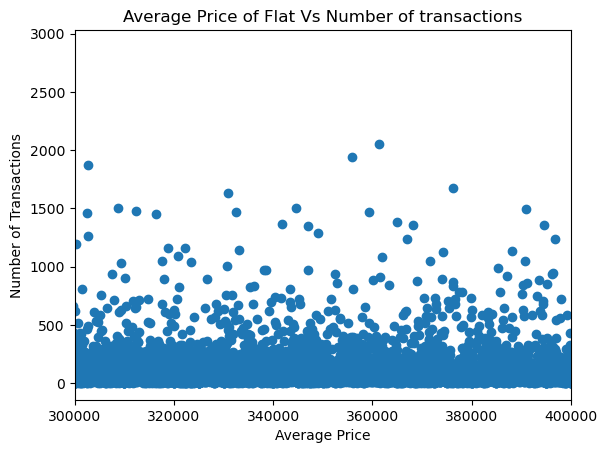 Average Price of Flat Vs Number of transactions
3000
2500
2000
1500
1000
500
0
Number of Transactions
300000 320000 340000 360000 380000 400000
Average Price